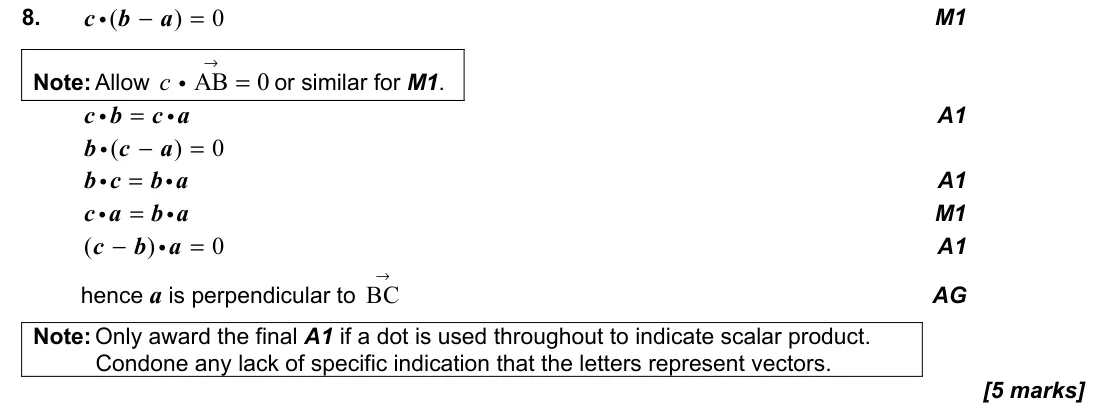 8. c•(b − a) = 0 M1
→
Note: Allow c • AB = 0 or similar for M1.
c•b = c•a A1
b•(c − a) = 0
b•c = b•a A1
c•a = b•a M1
(c − b)•a = 0 A1
→
hence a is perpendicular to BC AG
Note: Only award the final A1 if a dot is used throughout to indicate scalar product.
Condone any lack of specific indication that the letters represent vectors.
[5 marks]